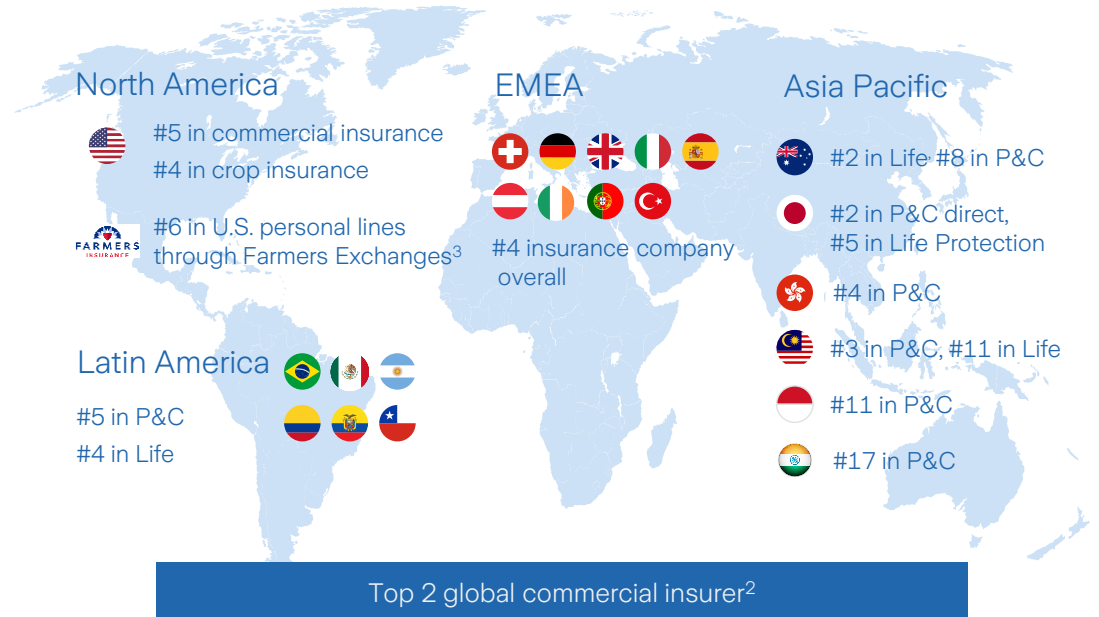 North America
#5 in commercial insurance
#4 in crop insurance
FARMERS
INSURANCE
#6 in U.S. personal lines
through Farmers Exchanges³
Latin America
#5 in P&C
#4 in Life
EMEA
#4 insurance company
overall
Asia Pacific
#2 in Life #8 in P&C
#2 in P&C direct,
#5 in Life Protection
#4 in P&C
#3 in P&C, #11 in Life
#11 in P&C
#17 in P&C
Top 2 global commercial insurer²